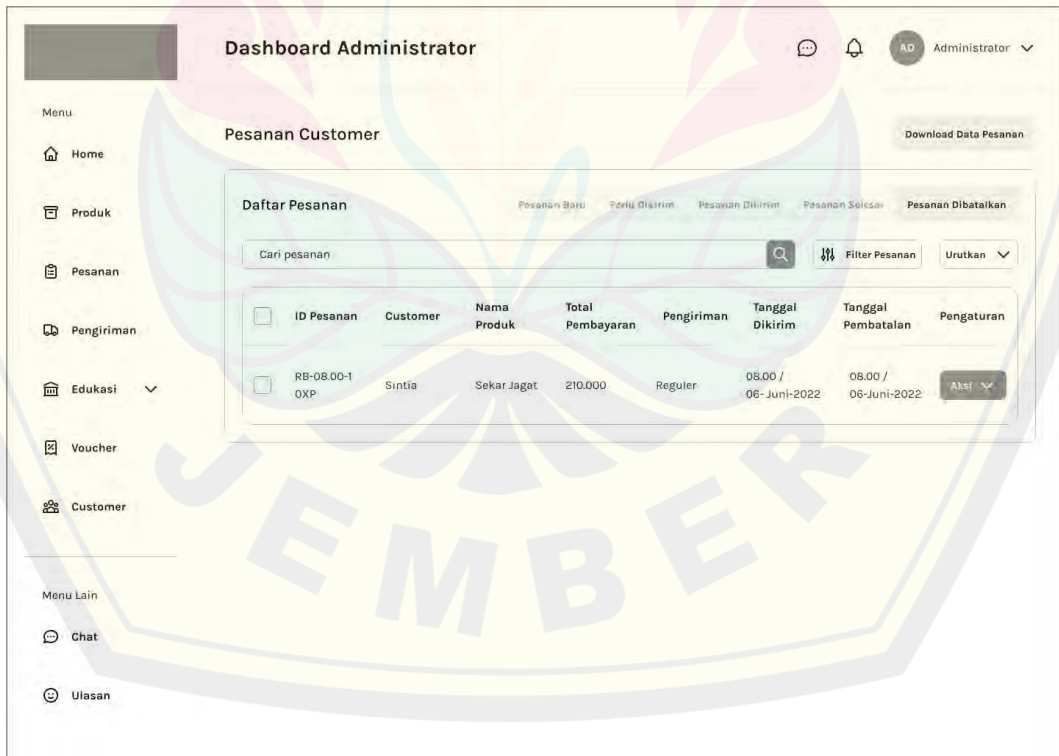 Dashboard Administrator
AD
Administrator
Menu
Home
Produk
Pesanan
Pengiriman
Edukasi
Voucher
Customer
Menu Lain
Chat
Ulasan
Pesanan Customer
Download Data Pesanan
Daftar Pesanan
Pesanan Baru
Perlu Dikirim
Pesanan Dikirim
Pesanan Selesai
Pesanan Dibatalkan
Cari pesanan
Filter Pesanan
Urutkan
ID Pesanan
Customer
Nama
Produk
Total
Pembayaran
Pengiriman
Tanggal
Dikirim
Tanggal
Pembatalan
Pengaturan
RB-08.00-1
0XP
Sintia
Sekar Jagat
210.000
Reguler
08.00 /
06-Juni-2022
08.00 /
06-Juni-2022
Aksi
JEMBER